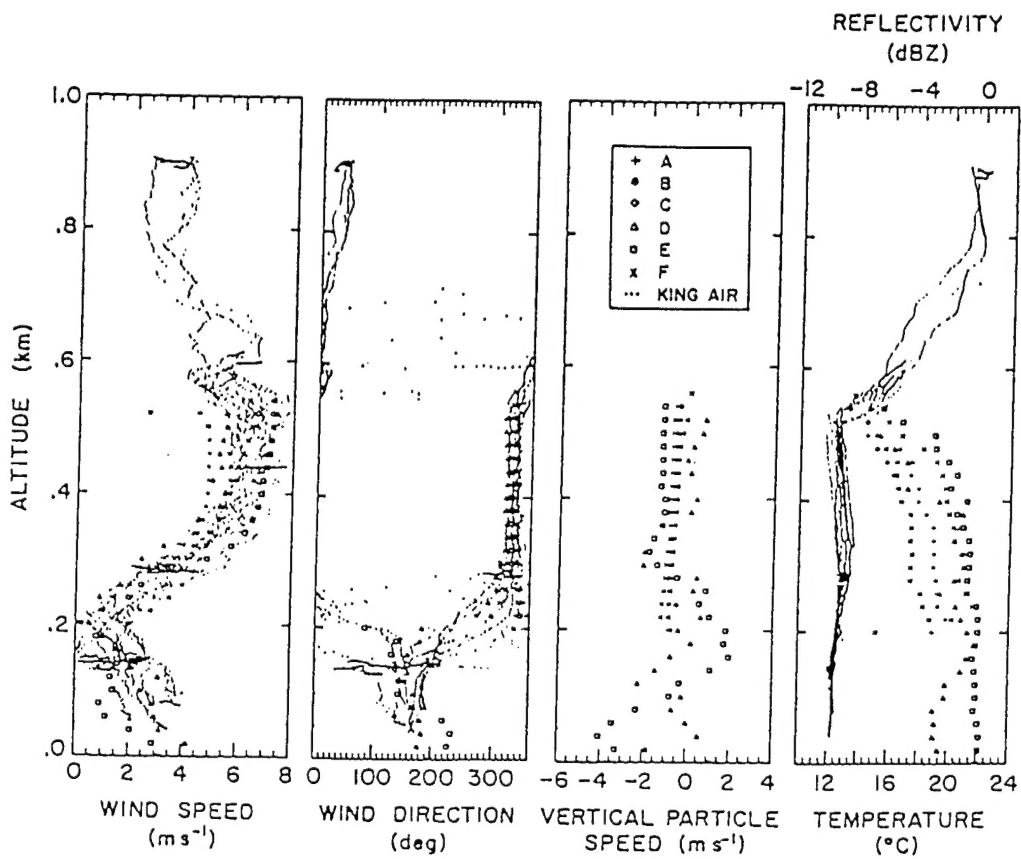 REFLECTIVITY
(dBZ)
-12 -8 -4 0
1.0
.8
.6
.4
.2
.0
ALTITUDE (km)
A
B
C
D
E
F
KING AIR
0 2 4 6 8
0 100 200 300
-6 -4 -2 0 2 4
12 16 20 24
WIND SPEED
(m s⁻¹)
WIND DIRECTION
(deg)
VERTICAL PARTICLE
SPEED (m s⁻¹)
TEMPERATURE
(°C)